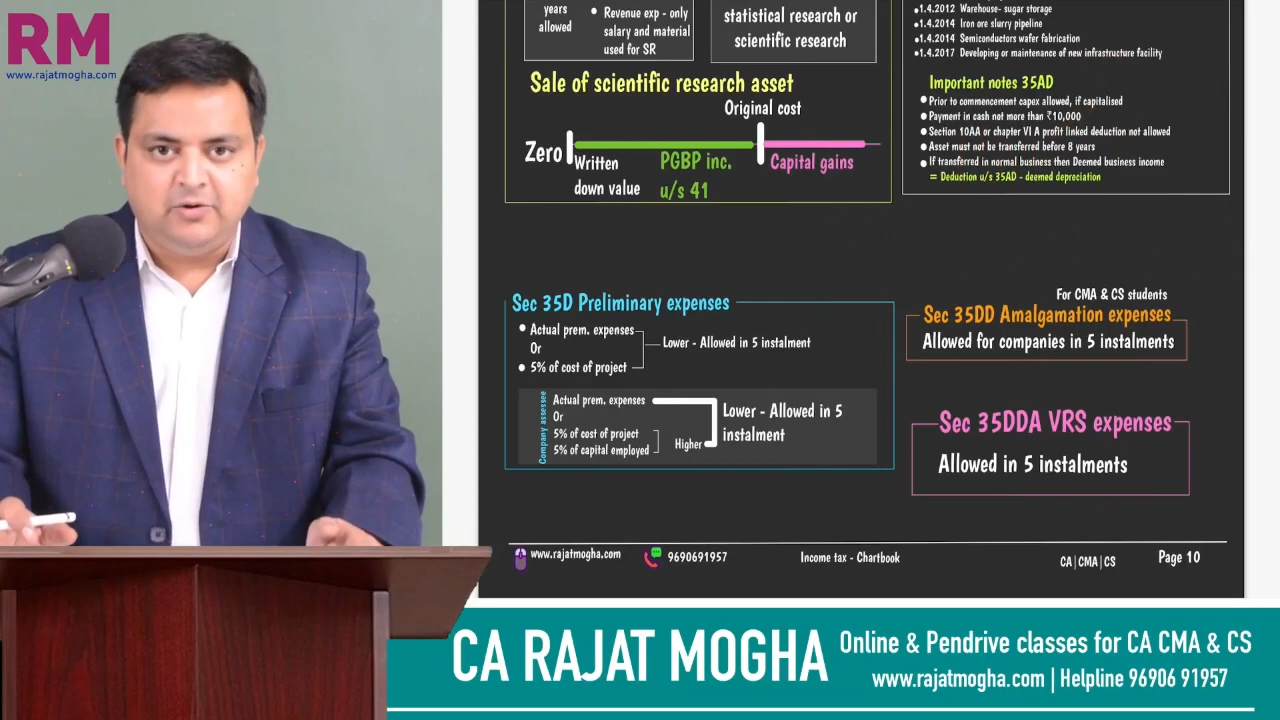 RM
www.rajatmogha.com
years
allowed
• Revenue exp - only
salary and material
used for SR
statistical research or
scientific research
Sale of scientific research asset
Original cost
Zero
Written
down value
PGBP inc.
u/s 41
Capital gains
•1.4.2012 Warehouse- sugar storage
•1.4.2014 Iron ore slurry pipeline
•1.4.2014 Semiconductors wafer fabrication
•1.4.2017 Developing or maintenance of new infrastructure facility
Important notes 35AD
• Prior to commencement capex allowed, if capitalised
• Payment in cash not more than ₹10,000
• Section 10AA or chapter VI A profit linked deduction not allowed
• Asset must not be transferred before 8 years
• If transferred in normal business then Deemed business income
= Deduction u/s 35AD - deemed depreciation
Sec 35D Preliminary expenses
• Actual prem. expenses
Or
• 5% of cost of project
Lower - Allowed in 5 instalment
Company assessee
Actual prem. expenses
Or
5% of cost of project
5% of capital employed
Higher
Lower - Allowed in 5
instalment
For CMA & CS students
Sec 35DD Amalgamation expenses
Allowed for companies in 5 instalments
Sec 35DDA VRS expenses
Allowed in 5 instalments
www.rajatmogha.com
9690691957
Income tax - Chartbook
CA|CMA|CS
Page 10
CA RAJAT MOGHA
Online & Pendrive classes for CA CMA & CS
www.rajatmogha.com | Helpline 96906 91957